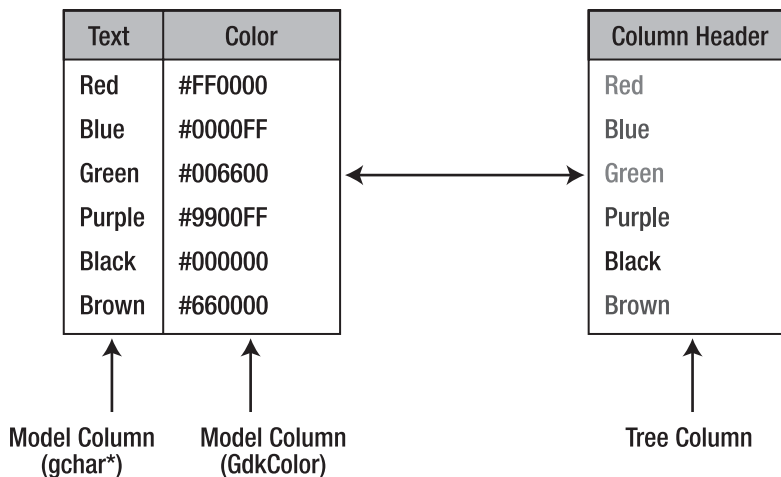 Text Color
Red #FF0000
Blue #0000FF
Green #006600
Purple #9900FF
Black #000000
Brown #660000
Column Header
Red
Blue
Green
Purple
Black
Brown
Model Column
(gchar*)
Model Column
(GdkColor)
Tree Column